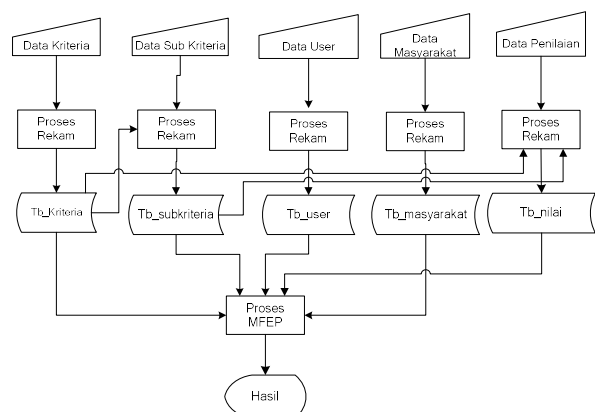 Data Kriteria
Data Sub Kriteria
Data User
Data
Masyarakat
Data Penilaian
Proses
Rekam
Proses
Rekam
Proses
Rekam
Proses
Rekam
Proses
Rekam
Tb_Kriteria
Tb_subkriteria
Tb_user
Tb_masyarakat
Tb_nilai
Proses
MFEP
Hasil